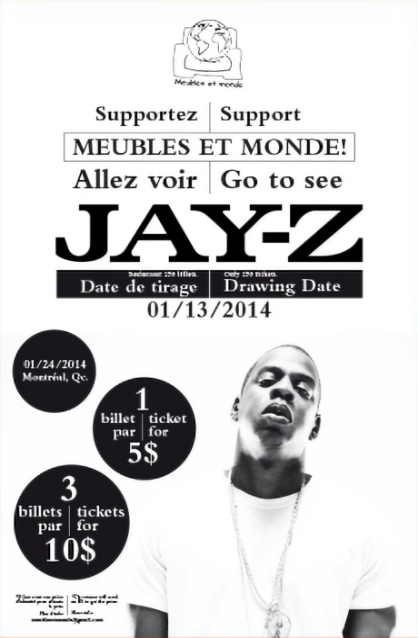 Meubles et monde
Supportez Support
MEUBLES ET MONDE!
Allez voir Go to see
JAY-Z
Seulement 150 billets. Only 150 tickets.
Date de tirage Drawing Date
01/13/2014
01/24/2014
Montréal, Qc.
1
billet ticket
par for
5$
3
billets tickets
par for
10$